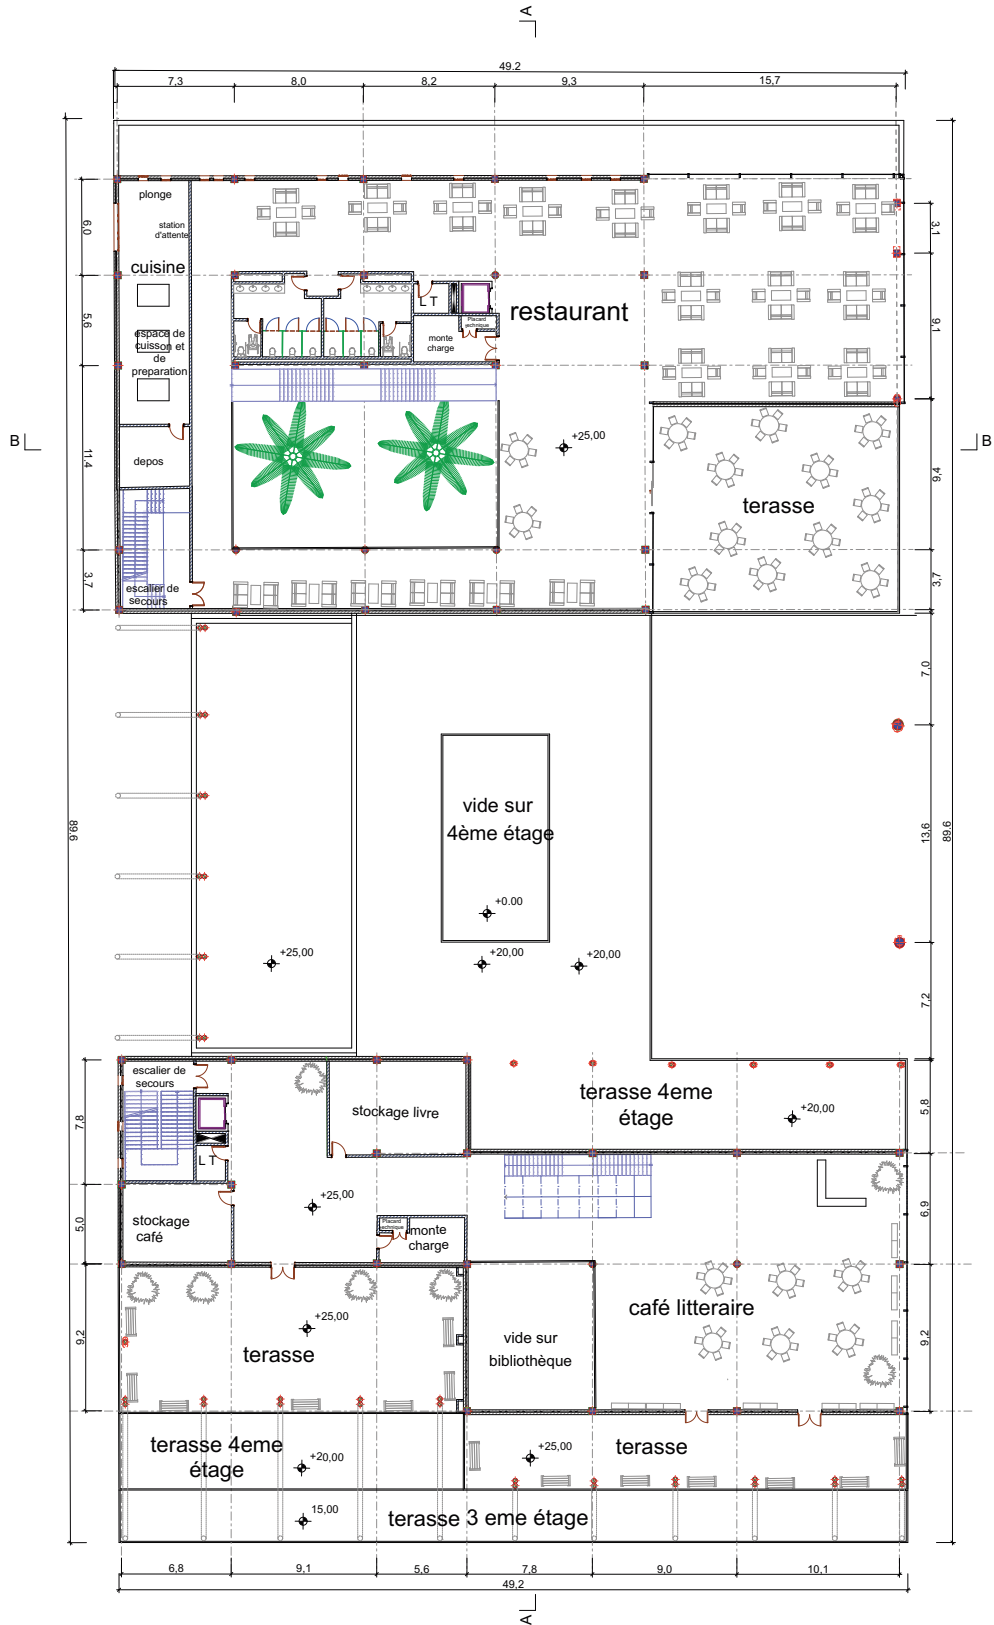 A
49.2
7,3
8,0
8,2
9,3
15,7
plonge
station
d'attente
cuisine
espace de
cuisson et
de
preparation
depos
escalier de
secours
L T
Placard
technique
monte
charge
restaurant
+25,00
terasse
B
B
6,0
5,6
11,4
3,7
3,1
9,1
9,4
3,7
7,0
13,6
7,2
89,6
89,6
vide sur
4ème étage
+0.00
+20,00
+20,00
+25,00
escalier de
secours
L T
stockage livre
terasse 4eme
étage
+20,00
7,8
5,0
9,2
5,8
6,9
9,2
+25,00
stockage
café
Placard
technique
monte
charge
+25,00
terasse
vide sur
bibliothèque
café litteraire
terasse 4eme
étage
+20,00
+25,00
terasse
15,00
terasse 3 eme étage
6,8
9,1
5,6
7,8
9,0
10,1
49,2
A